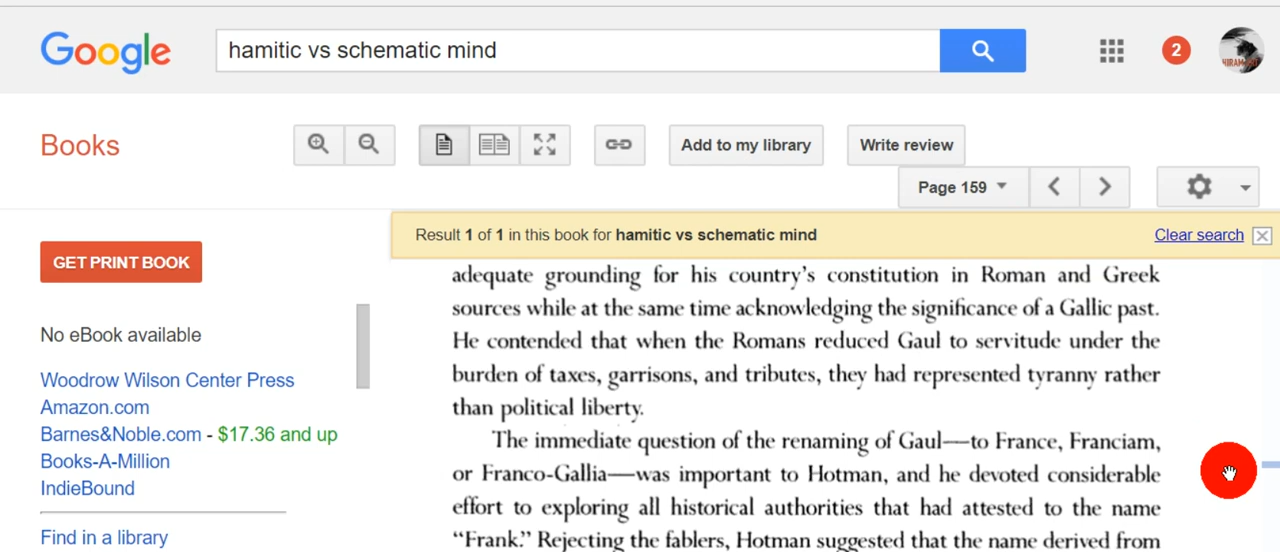 Google
hamitic vs schematic mind
2
Books
Add to my library
Write review
Page 159
Result 1 of 1 in this book for hamitic vs schematic mind
Clear search
GET PRINT BOOK
No eBook available
Woodrow Wilson Center Press
Amazon.com
Barnes&Noble.com - $17.36 and up
Books-A-Million
IndieBound
Find in a library
adequate grounding for his country's constitution in Roman and Greek
sources while at the same time acknowledging the significance of a Gallic past.
He contended that when the Romans reduced Gaul to servitude under the
burden of taxes, garrisons, and tributes, they had represented tyranny rather
than political liberty.
The immediate question of the renaming of Gaul—to France, Franciam,
or Franco-Gallia—was important to Hotman, and he devoted considerable
effort to exploring all historical authorities that had attested to the name
“Frank.” Rejecting the fablers, Hotman suggested that the name derived from